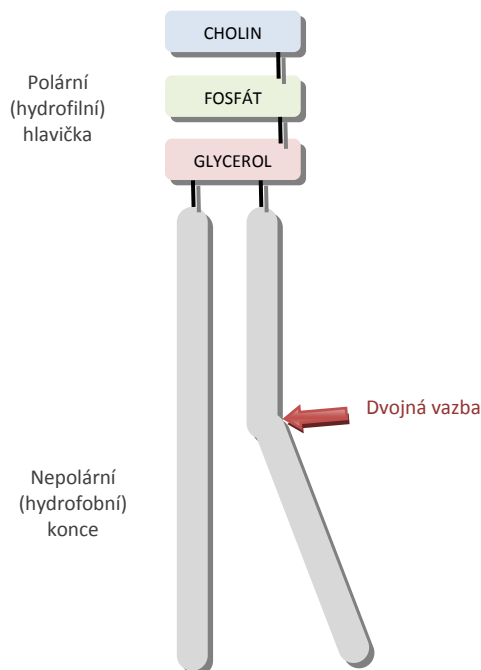 CHOLIN
Polární
(hydrofilní)
hlavička
FOSFÁT
GLYCEROL
Dvojná vazba
Nepolární
(hydrofobní)
konce